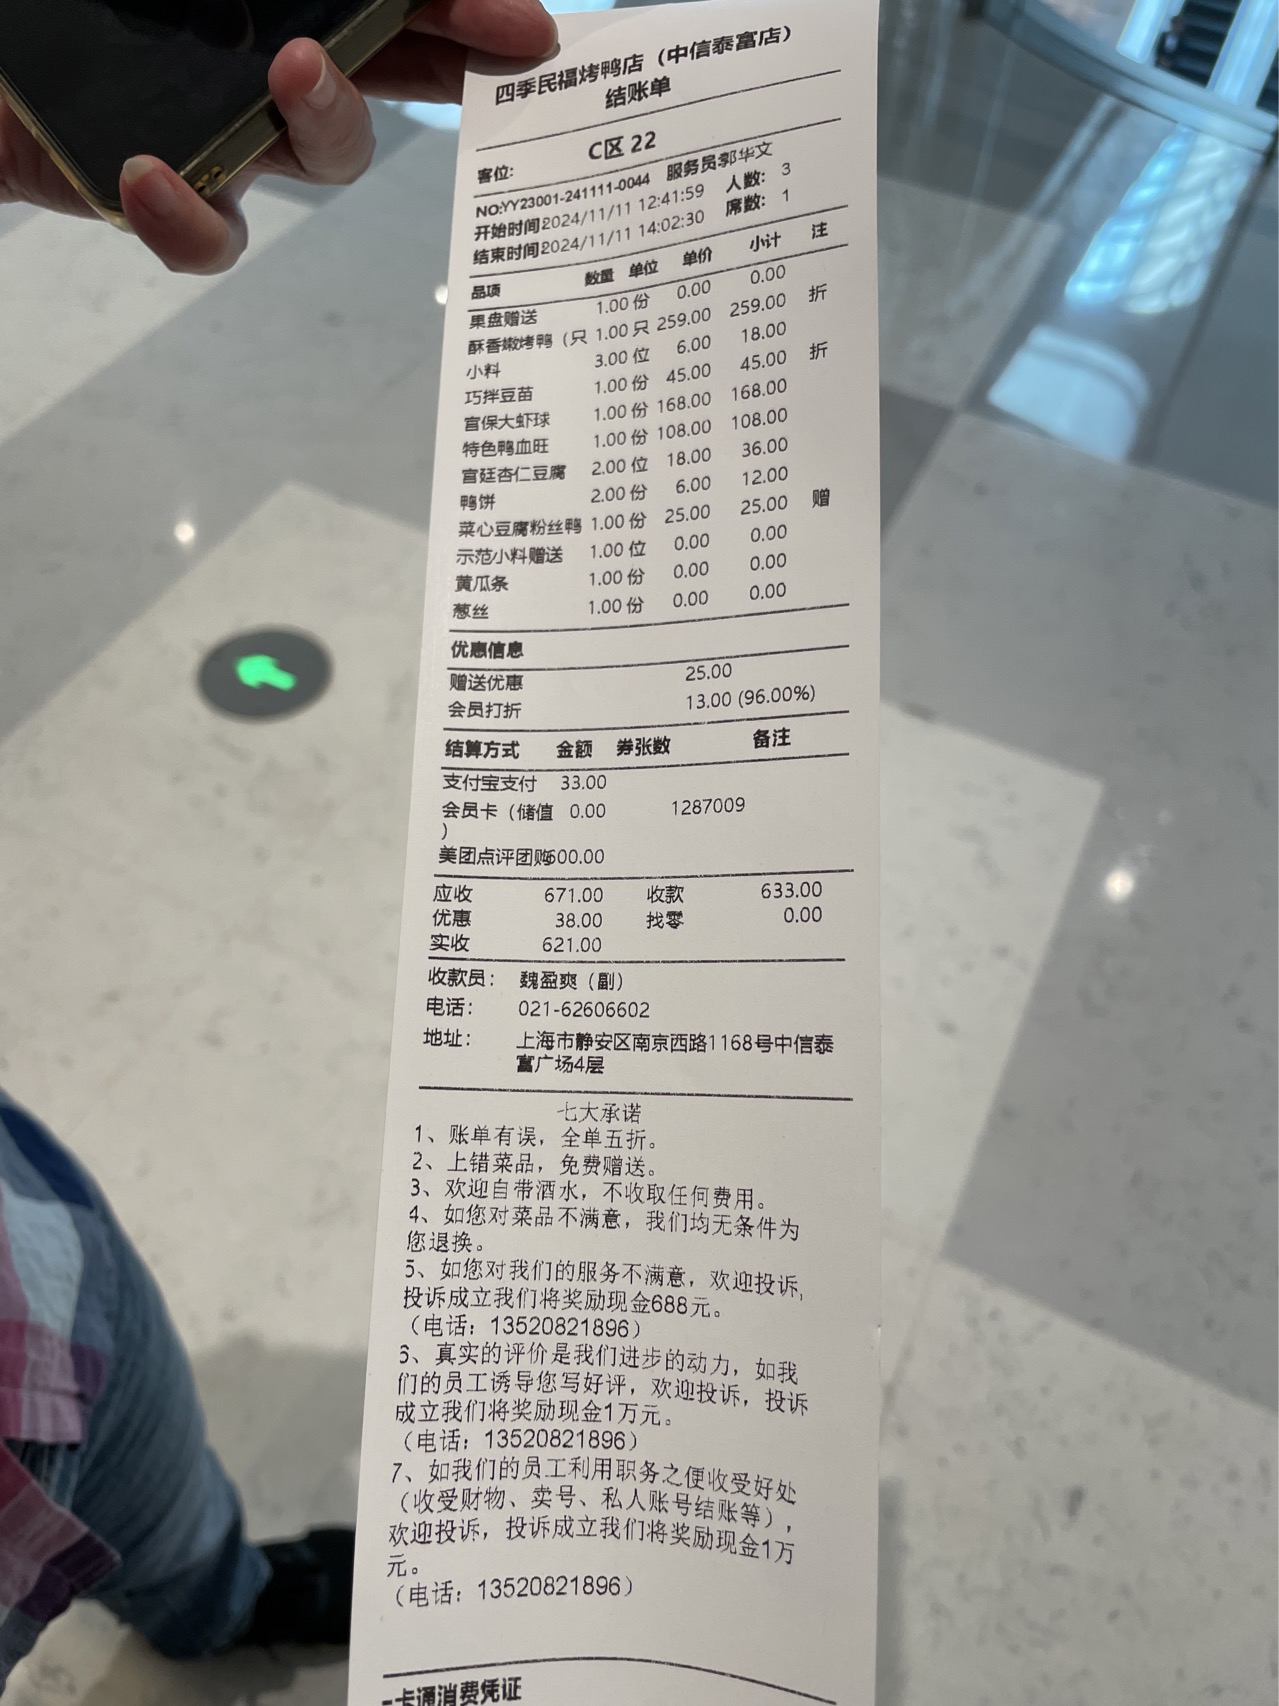 四季民福烤鸭店（中信泰富店）
结账单
客位： C区 22
NO:YY23001-241111-0044 服务员:郭华文
开始时间:2024/11/11 12:41:59 人数： 3
结束时间:2024/11/11 14:02:30 席数： 1
品项 数量 单位 单价 小计 注
果盘赠送 1.00 份 0.00 0.00
酥香嫩烤鸭（只 1.00 只 259.00 259.00 折
小料 3.00 位 6.00 18.00
巧拌豆苗 1.00 份 45.00 45.00 折
宫保大虾球 1.00 份 168.00 168.00
特色鸭血旺 1.00 份 108.00 108.00
宫廷杏仁豆腐 2.00 位 18.00 36.00
鸭饼 2.00 份 6.00 12.00
菜心豆腐粉丝鸭 1.00 份 25.00 25.00 赠
示范小料赠送 1.00 位 0.00 0.00
黄瓜条 1.00 份 0.00 0.00
葱丝 1.00 份 0.00 0.00
优惠信息
赠送优惠 25.00
会员打折 13.00 (96.00%)
结算方式 金额 券张数 备注
支付宝支付 33.00
会员卡（储值 0.00 1287009
）
美团点评团购600.00
应收 671.00 收款 633.00
优惠 38.00 找零 0.00
实收 621.00
收款员： 魏盈爽（副）
电话： 021-62606602
地址： 上海市静安区南京西路1168号中信泰
富广场4层
七大承诺
1、账单有误，全单五折。
2、上错菜品，免费赠送。
3、欢迎自带酒水，不收取任何费用。
4、如您对菜品不满意，我们均无条件为
您退换。
5、如您对我们的服务不满意，欢迎投诉,
投诉成立我们将奖励现金688元。
（电话：13520821896）
6、真实的评价是我们进步的动力，如我
们的员工诱导您写好评，欢迎投诉，投诉
成立我们将奖励现金1万元。
（电话：13520821896）
7、如我们的员工利用职务之便收受好处
（收受财物、卖号、私人账号结账等），
欢迎投诉，投诉成立我们将奖励现金1万
元。
（电话：13520821896）
一卡通消费凭证